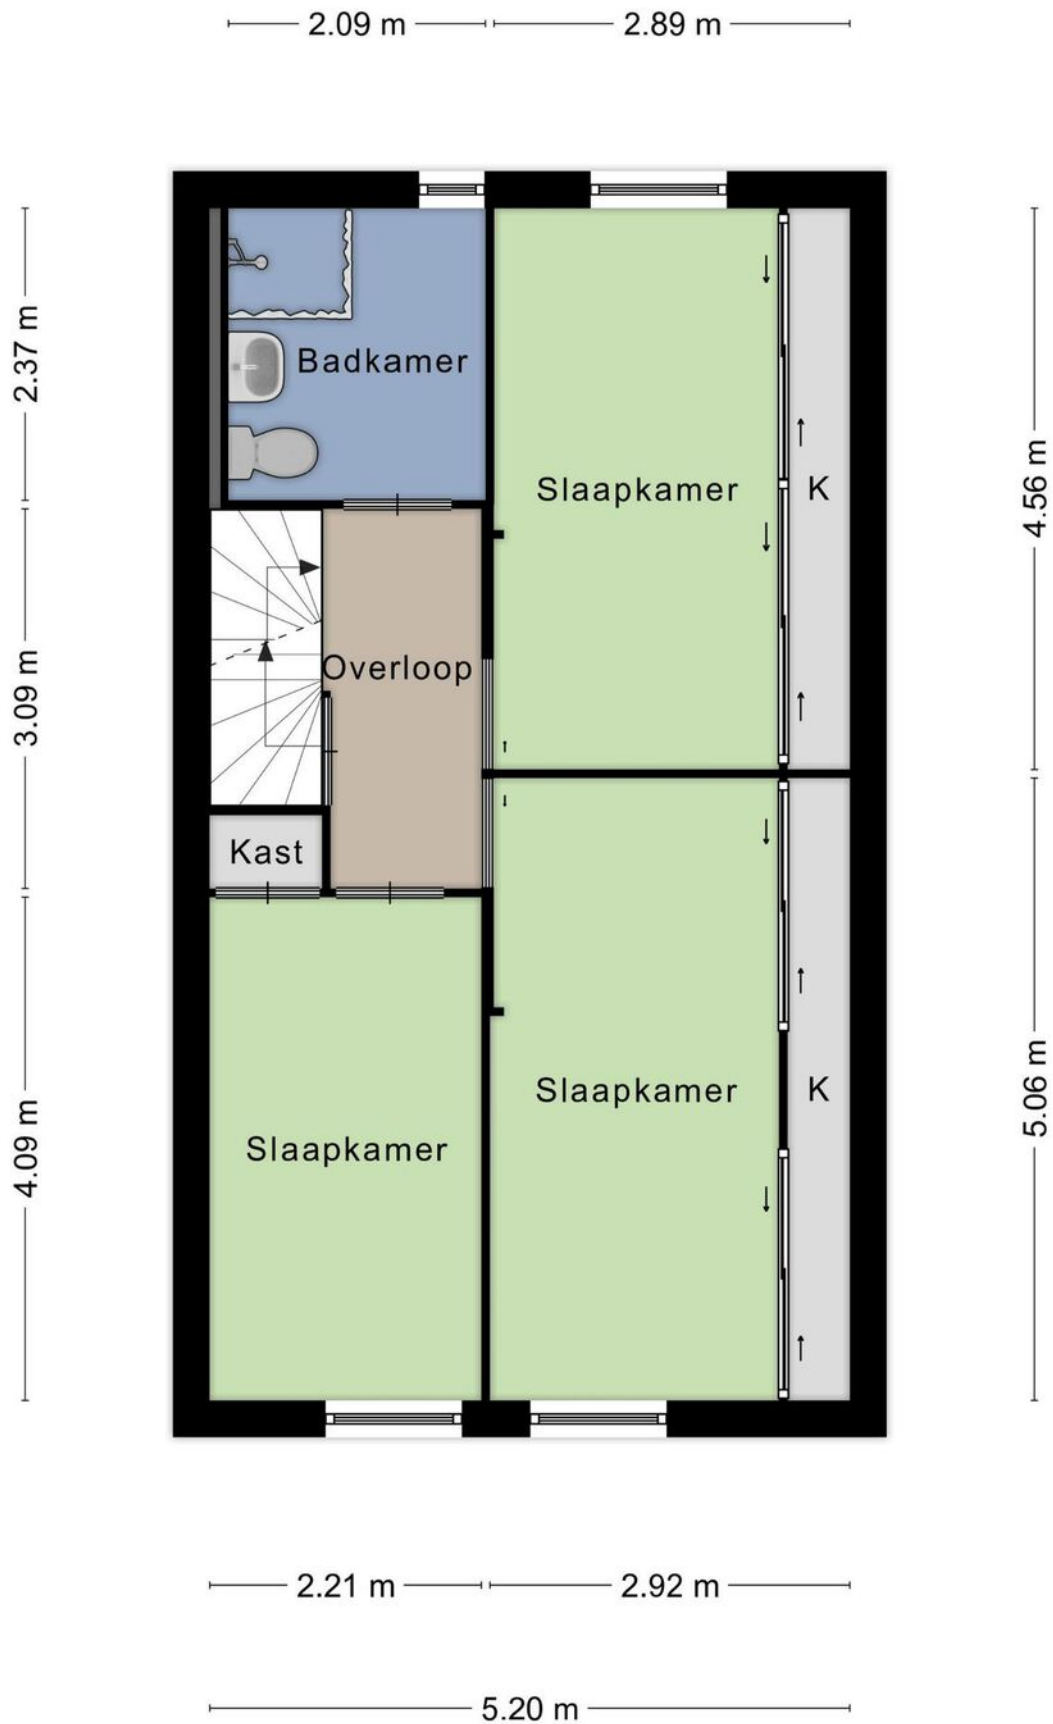 2.09 m
2.89 m
2.37 m
Badkamer
4.56 m
Slaapkamer
K
3.09 m
Overloop
Kast
5.06 m
Slaapkamer
K
4.09 m
Slaapkamer
2.21 m
2.92 m
5.20 m